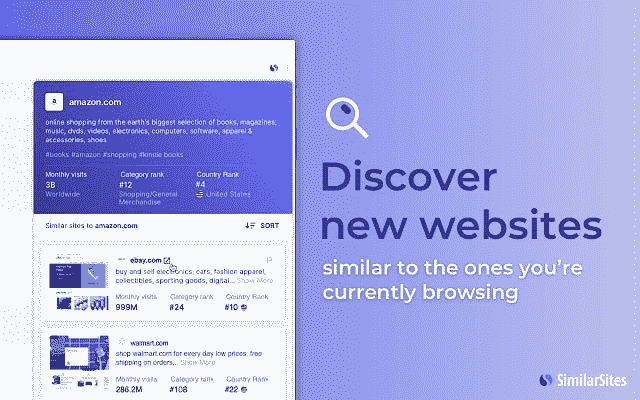 amazon.com
online shopping from the earth's biggest selection of books, magazines,
music, dvds, videos, electronics, computers, software, apparel &
accessories, shoes
#books #amazon #shopping #kindle books
Monthly visits Category rank Country Rank
3B #12 #4
Worldwide Shopping/General United States
Merchandise
Similar sites to amazon.com SORT
ebay.com
buy and sell electronics, cars, fashion apparel,
collectibles, sporting goods, digital... Show More
Monthly visits Category rank Country Rank
999M #24 #10
walmart.com
shop walmart.com for every day low prices. free
shipping on orders,... Show More
Monthly visits Category rank Country Rank
286.2M #108 #22
Discover
new websites
similar to the ones you're
currently browsing
SimilarSites